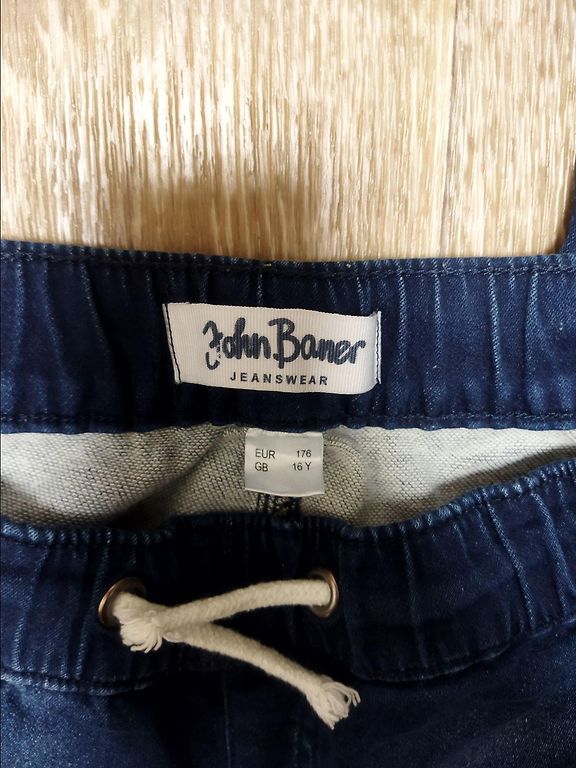 John Baner
JEANSWEAR
EUR 176
GB 16 Y